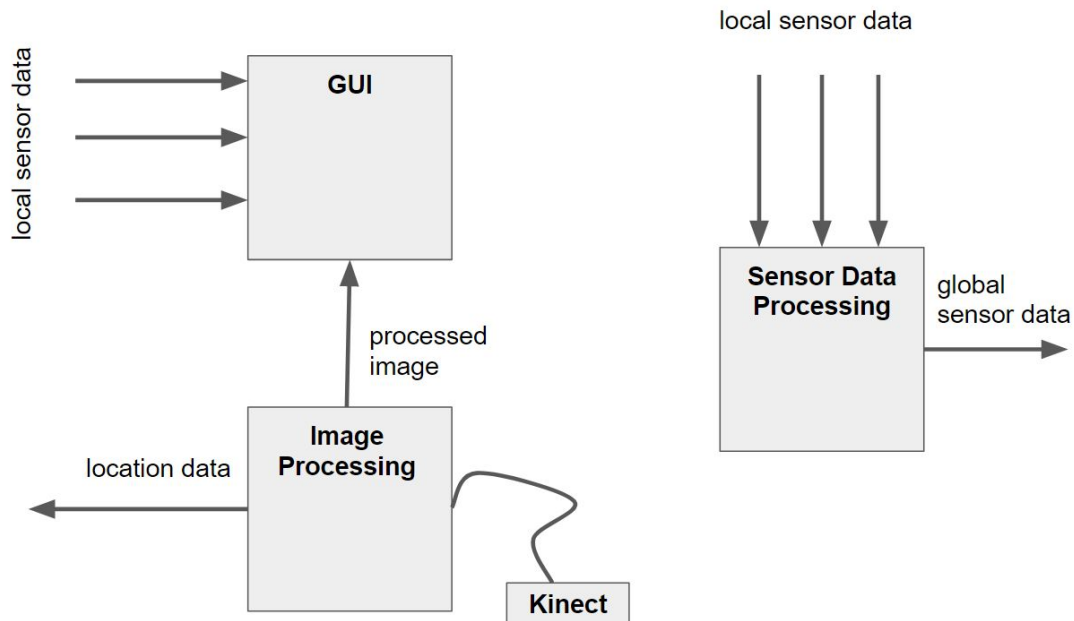 local sensor data
GUI
processed
image
Image
Processing
location data
Kinect
local sensor data
Sensor Data
Processing
global
sensor data